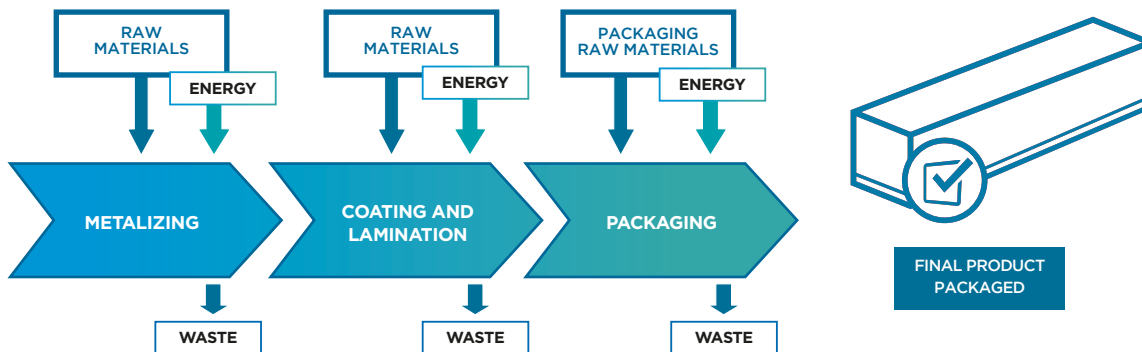 RAW
MATERIALS
ENERGY
RAW
MATERIALS
ENERGY
PACKAGING
RAW MATERIALS
ENERGY
METALIZING
COATING AND
LAMINATION
PACKAGING
FINAL PRODUCT
PACKAGED
WASTE
WASTE
WASTE